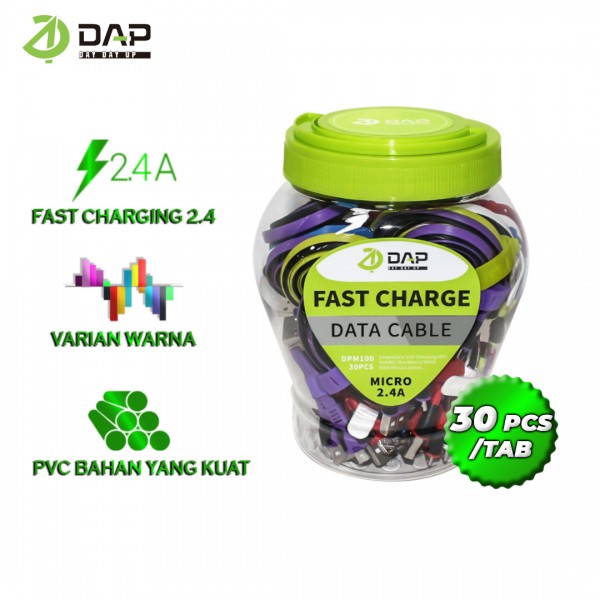 DAP
DAY DAY UP
DAP
2.4A
FAST CHARGING 2.4
VARIAN WARNA
PVC BAHAN YANG KUAT
DAP
DAY DAY UP
FAST CHARGE
DATA CABLE
DPM100
30PCS
MICRO
2.4A
30 PCS
/TAB